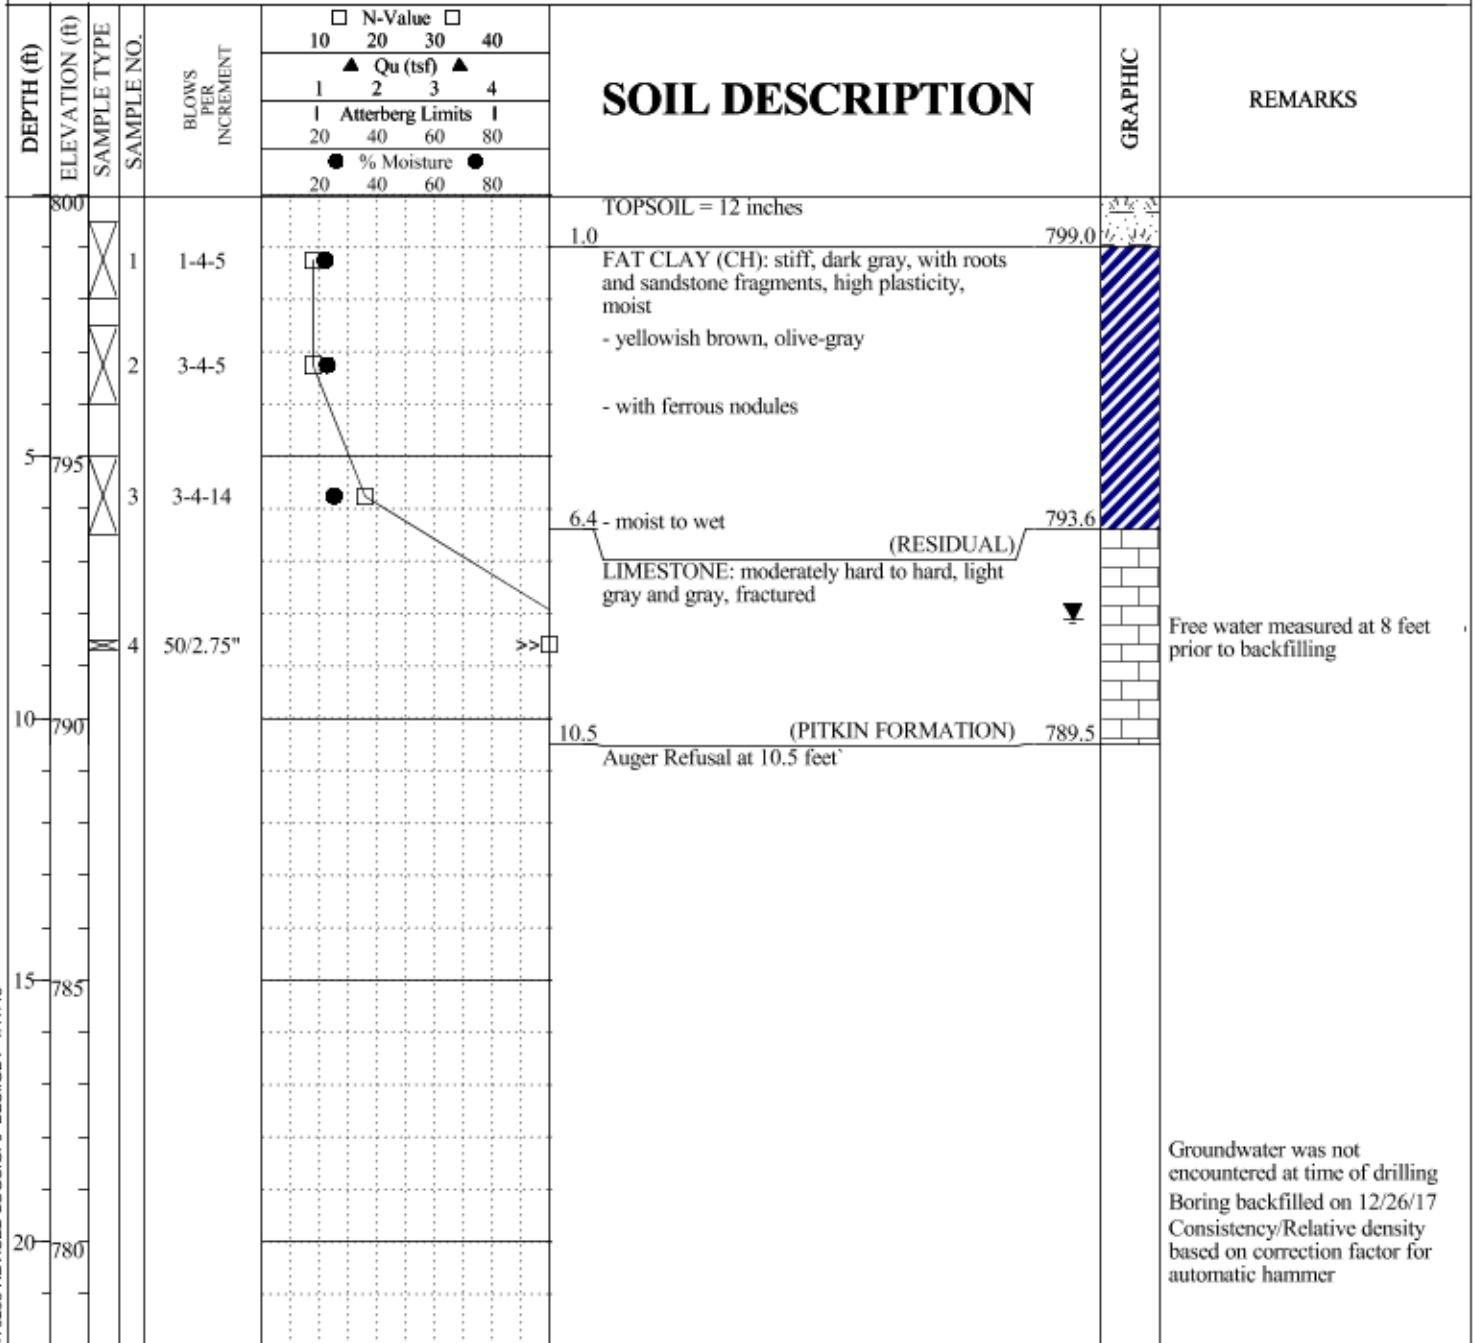 DEPTH (ft)
ELEVATION (ft)
SAMPLE TYPE
SAMPLE NO.
BLOWS
PER
INCREMENT
N-Value
10 20 30 40
Qu (tsf)
1 2 3 4
Atterberg Limits
20 40 60 80
% Moisture
20 40 60 80
SOIL DESCRIPTION
GRAPHIC
REMARKS
800
TOPSOIL = 12 inches
1.0 799.0
1 1-4-5
FAT CLAY (CH): stiff, dark gray, with roots
and sandstone fragments, high plasticity,
moist
- yellowish brown, olive-gray
2 3-4-5
- with ferrous nodules
5 795
3 3-4-14
6.4 - moist to wet 793.6
(RESIDUAL)
LIMESTONE: moderately hard to hard, light
gray and gray, fractured
Free water measured at 8 feet
prior to backfilling
4 50/2.75" >>
10 790
10.5 (PITKIN FORMATION) 789.5
Auger Refusal at 10.5 feet`
15 785
Groundwater was not
encountered at time of drilling
Boring backfilled on 12/26/17
Consistency/Relative density
based on correction factor for
automatic hammer
20 780